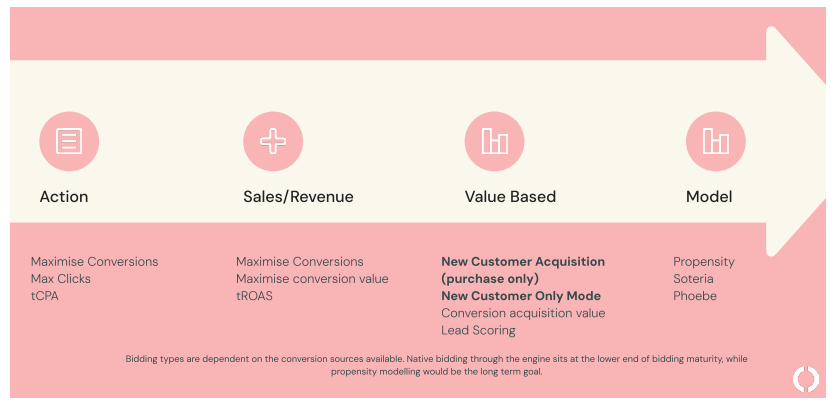 Action
Sales/Revenue
Value Based
Model
Maximise Conversions
Max Clicks
tCPA
Maximise Conversions
Maximise conversion value
tROAS
New Customer Acquisition
(purchase only)
New Customer Only Mode
Conversion acquisition value
Lead Scoring
Propensity
Soteria
Phoebe
Bidding types are dependent on the conversion sources available. Native bidding through the engine sits at the lower end of bidding maturity, while
propensity modelling would be the long term goal.